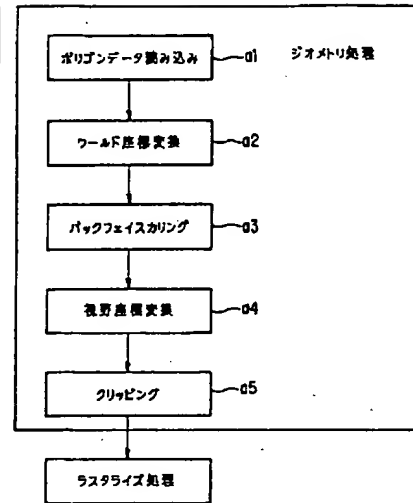 ポリゴンデータ読み込み a1 ジオメトリ処理
ワールド座標変換 a2
バックフェイスカリング a3
視野座標変換 a4
クリッピング a5
ラスタライズ処理